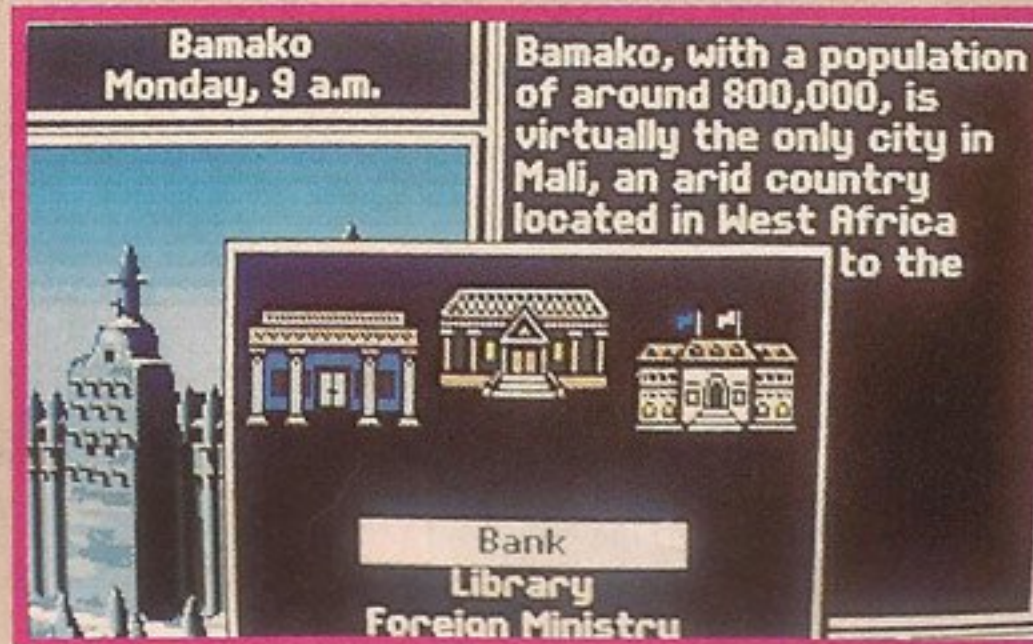 Bamako
Monday, 9 a.m.
Bamako, with a population
of around 800,000, is
virtually the only city in
Mali, an arid country
located in West Africa
to the
Bank
Library
Foreign Ministry